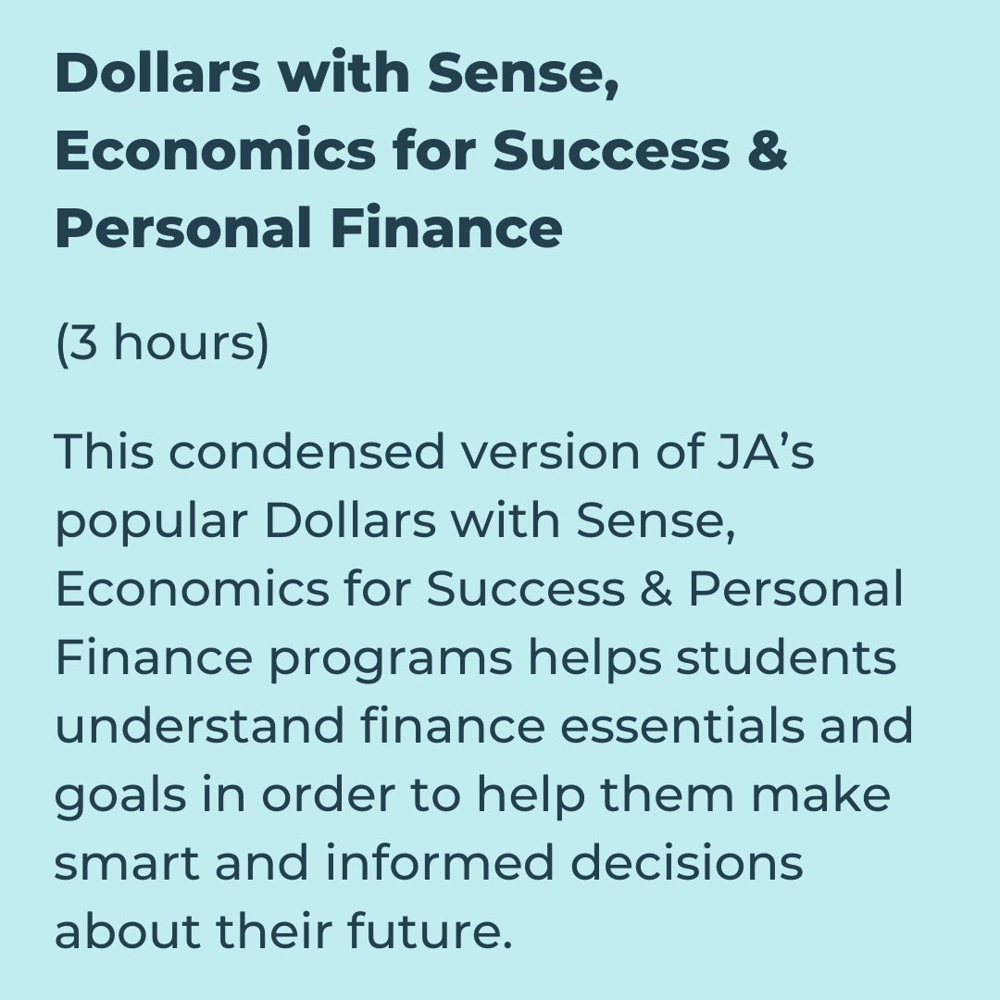 Dollars with Sense,
Economics for Success &
Personal Finance
(3 hours)
This condensed version of JA’s
popular Dollars with Sense,
Economics for Success & Personal
Finance programs helps students
understand finance essentials and
goals in order to help them make
smart and informed decisions
about their future.